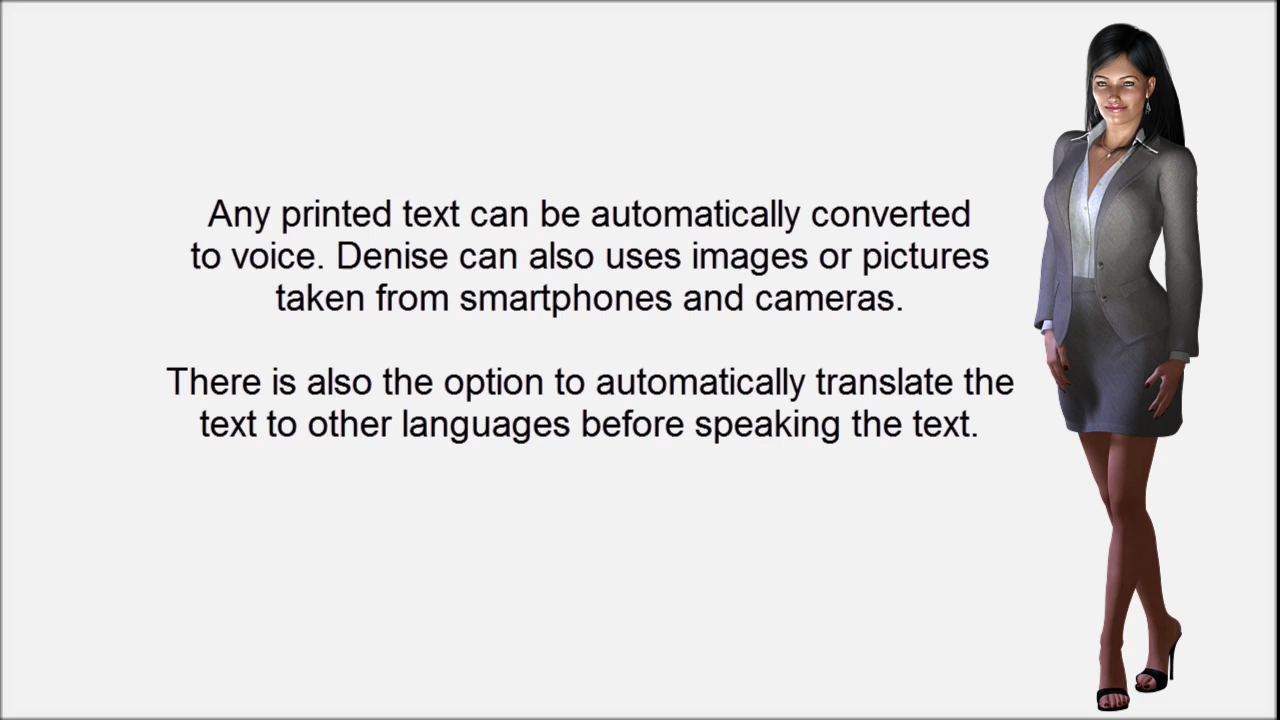 Any printed text can be automatically converted
to voice. Denise can also uses images or pictures
taken from smartphones and cameras.
There is also the option to automatically translate the
text to other languages before speaking the text.